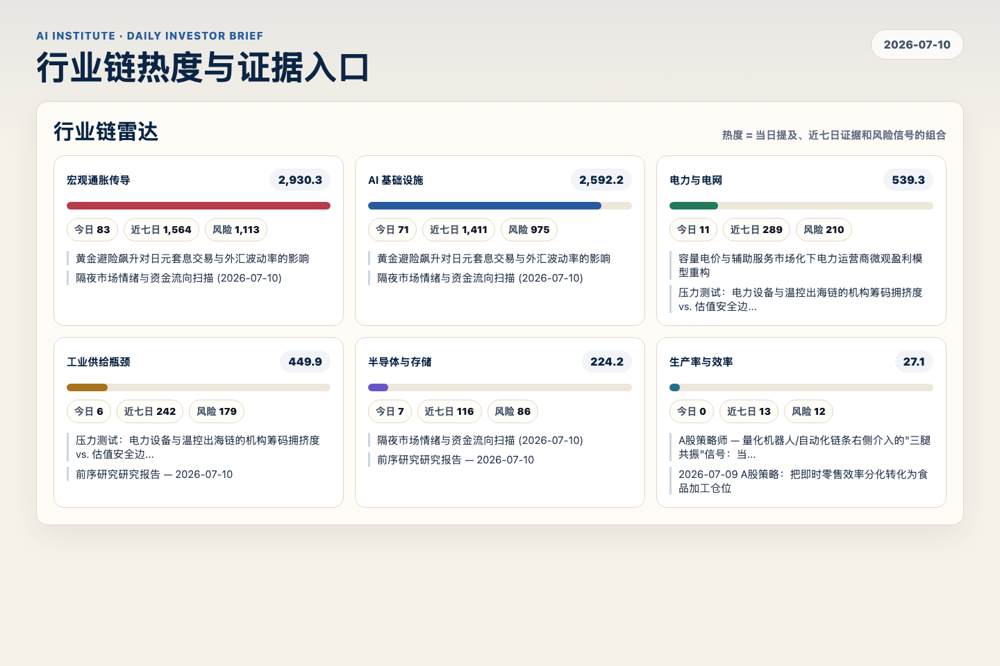 AI INSTITUTE · DAILY INVESTOR BRIEF
2026-07-10
行业链热度与证据入口
行业链雷达
热度 = 当日提及、近七日证据和风险信号的组合
宏观通胀传导
2,930.3
今日 83
近七日 1,564
风险 1,113
黄金避险飙升对日元套息交易与外汇波动率的影响
隔夜市场情绪与资金流向扫描 (2026-07-10)
AI 基础设施
2,592.2
今日 71
近七日 1,411
风险 975
黄金避险飙升对日元套息交易与外汇波动率的影响
隔夜市场情绪与资金流向扫描 (2026-07-10)
电力与电网
539.3
今日 11
近七日 289
风险 210
容量电价与辅助服务市场化下电力运营商微观盈利模
型重构
压力测试：电力设备与温控出海链的机构筹码拥挤度
vs. 估值安全边...
工业供给瓶颈
449.9
今日 6
近七日 242
风险 179
压力测试：电力设备与温控出海链的机构筹码拥挤度
vs. 估值安全边...
前序研究研究报告 — 2026-07-10
半导体与存储
224.2
今日 7
近七日 116
风险 86
隔夜市场情绪与资金流向扫描 (2026-07-10)
前序研究研究报告 — 2026-07-10
生产率与效率
27.1
今日 0
近七日 13
风险 12
A股策略师 — 量化机器人/自动化链条右侧介入的"三腿
共振"信号：当...
2026-07-09 A股策略：把即时零售效率分化转化为食
品加工仓位